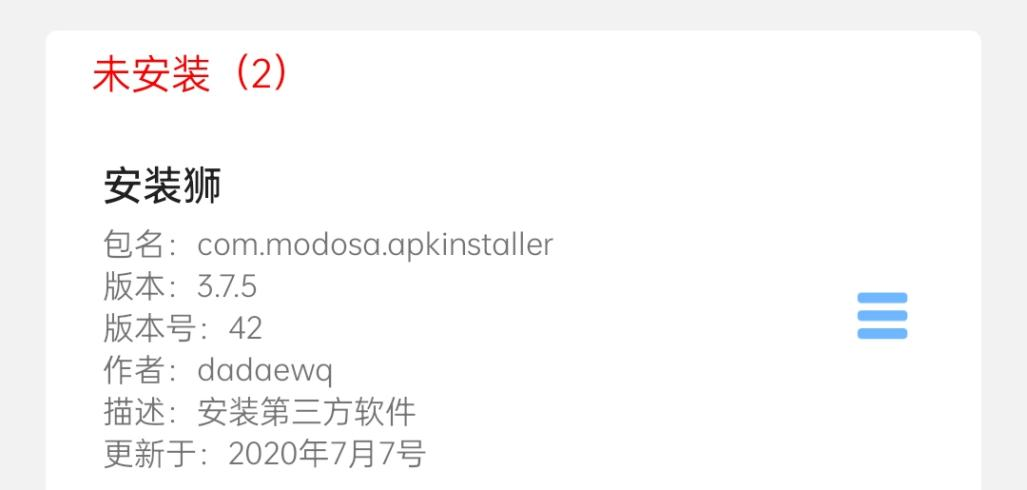 未安装（2）
安装狮
包名：com.modosa.apkinstaller
版本：3.7.5
版本号：42
作者：dadaewq
描述：安装第三方软件
更新于：2020年7月7号